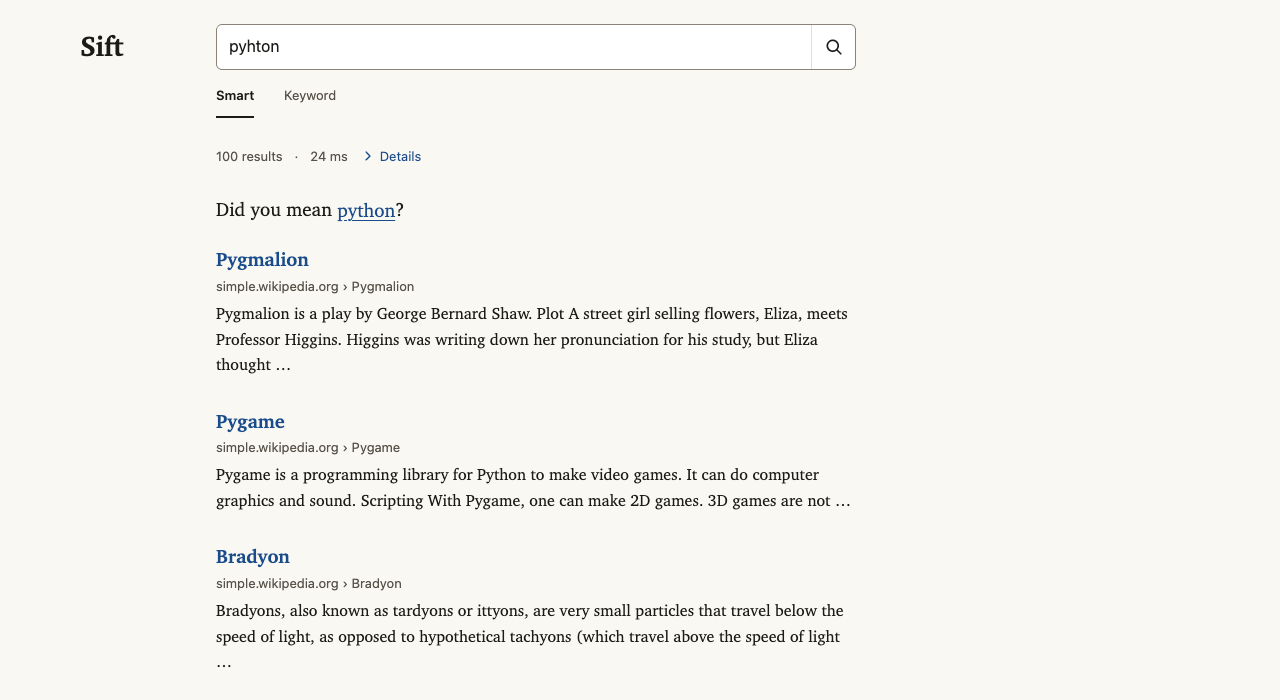 Sift
pyhton
Smart Keyword
100 results · 24 ms Details
Did you mean python?
Pygmalion
simple.wikipedia.org › Pygmalion
Pygmalion is a play by George Bernard Shaw. Plot A street girl selling flowers, Eliza, meets
Professor Higgins. Higgins was writing down her pronunciation for his study, but Eliza
thought …
Pygame
simple.wikipedia.org › Pygame
Pygame is a programming library for Python to make video games. It can do computer
graphics and sound. Scripting With Pygame, one can make 2D games. 3D games are not …
Bradyon
simple.wikipedia.org › Bradyon
Bradyons, also known as tardyons or ittyons, are very small particles that travel below the
speed of light, as opposed to hypothetical tachyons (which travel above the speed of light
…